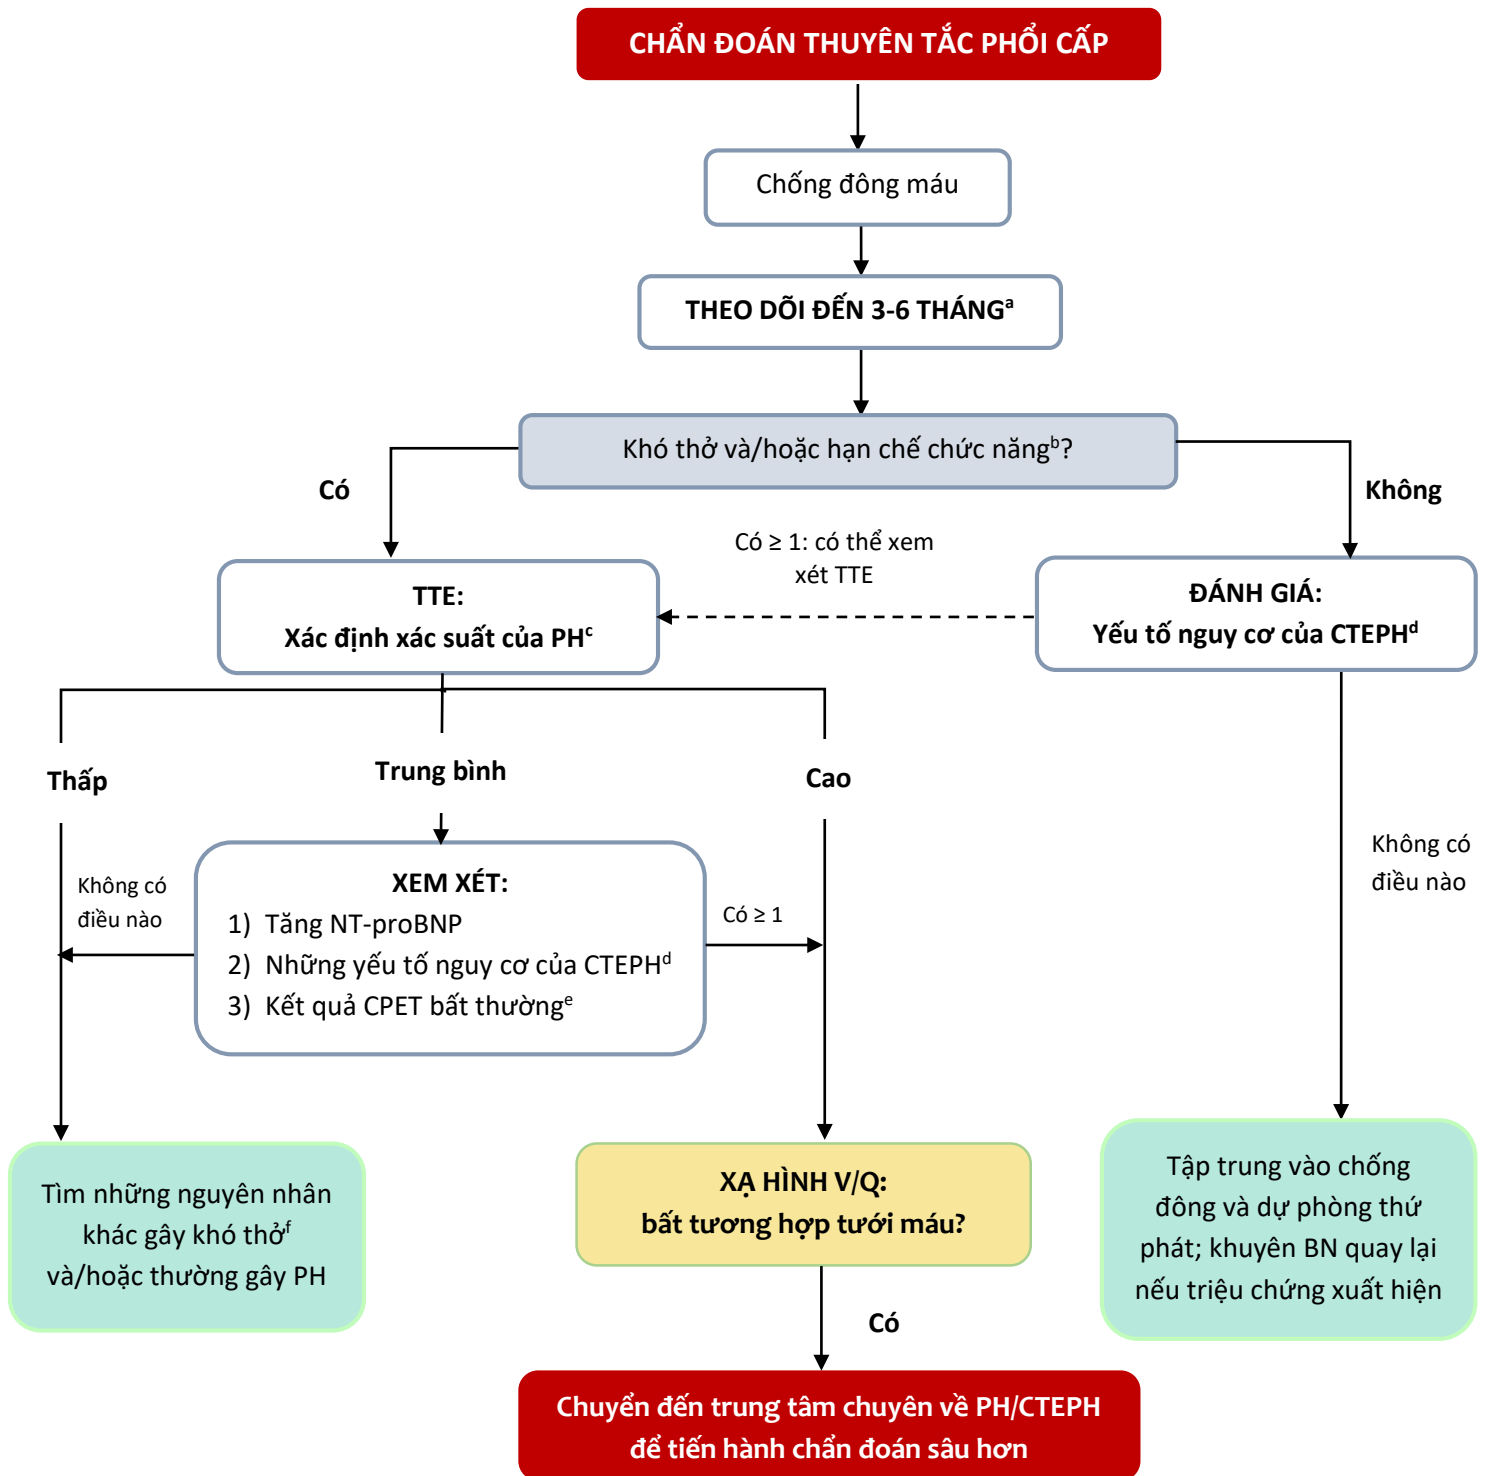 CHẨN ĐOÁN THUYÊN TẮC PHỔI CẤP
Chống đông máu
THEO DÕI ĐẾN 3-6 THÁNGᵃ
Khó thở và/hoặc hạn chế chức năngᵇ?
Có
Không
Có ≥ 1: có thể xem
xét TTE
TTE:
Xác định xác suất của PHᶜ
ĐÁNH GIÁ:
Yếu tố nguy cơ của CTEPHᵈ
Thấp
Trung bình
Cao
Không có
điều nào
XEM XÉT:
1) Tăng NT-proBNP
2) Những yếu tố nguy cơ của CTEPHᵈ
3) Kết quả CPET bất thườngᵉ
Có ≥ 1
Không có
điều nào
Tìm những nguyên nhân
khác gây khó thởᶠ
và/hoặc thường gây PH
XẠ HÌNH V/Q:
bất tương hợp tưới máu?
Tập trung vào chống
đông và dự phòng thứ
phát; khuyên BN quay lại
nếu triệu chứng xuất hiện
Có
Chuyển đến trung tâm chuyên về PH/CTEPH
để tiến hành chẩn đoán sâu hơn